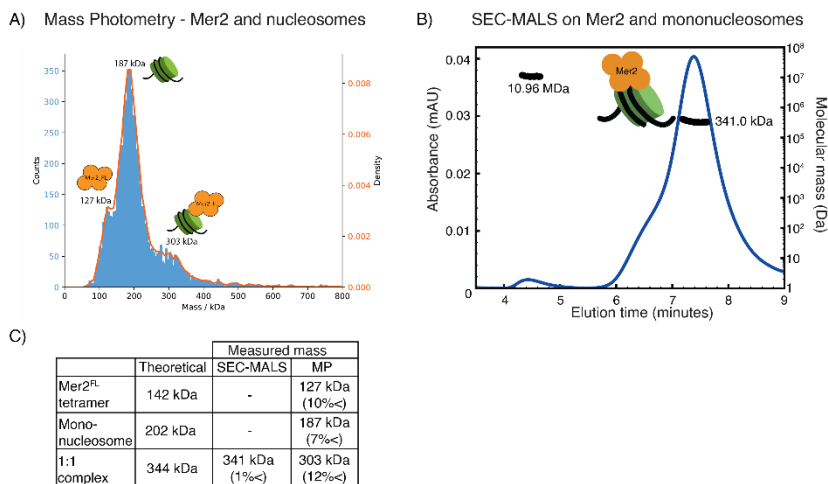 A) Mass Photometry - Mer2 and nucleosomes
187 kDa
350
300
250
200
150
100
50
0
Counts
0.008
0.006
0.004
0.002
0.000
Density
Mer2_FL
127 kDa
303 kDa
0 100 200 300 400 500 600 700 800
Mass / kDa
B) SEC-MALS on Mer2 and mononucleosomes
0.04
0.03
0.02
0.01
Absorbance (mAU)
10.96 MDa
Mer2
341.0 kDa
10⁸
10⁷
10⁶
10⁵
10⁴
10³
100
10
1
Molecular mass (Da)
3 4 5 6 7 8 9
Elution time (minutes)
C)
Measured mass
Theoretical SEC-MALS MP
Mer2ᶠᴸ tetramer 142 kDa - 127 kDa (10%<)
Mono-nucleosome 202 kDa - 187 kDa (7%<)
1:1 complex 344 kDa 341 kDa (1%<) 303 kDa (12%<)